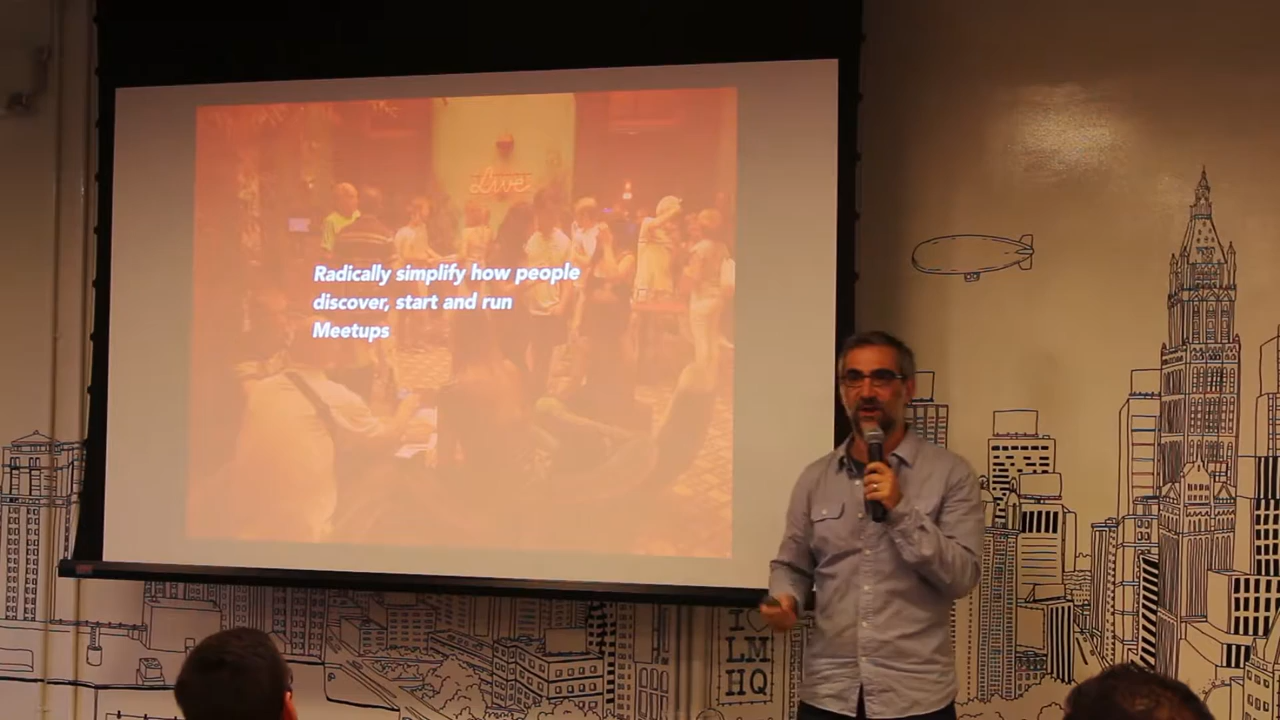 Live
Radically simplify how people
discover, start and run
Meetups
I
LM
HQ